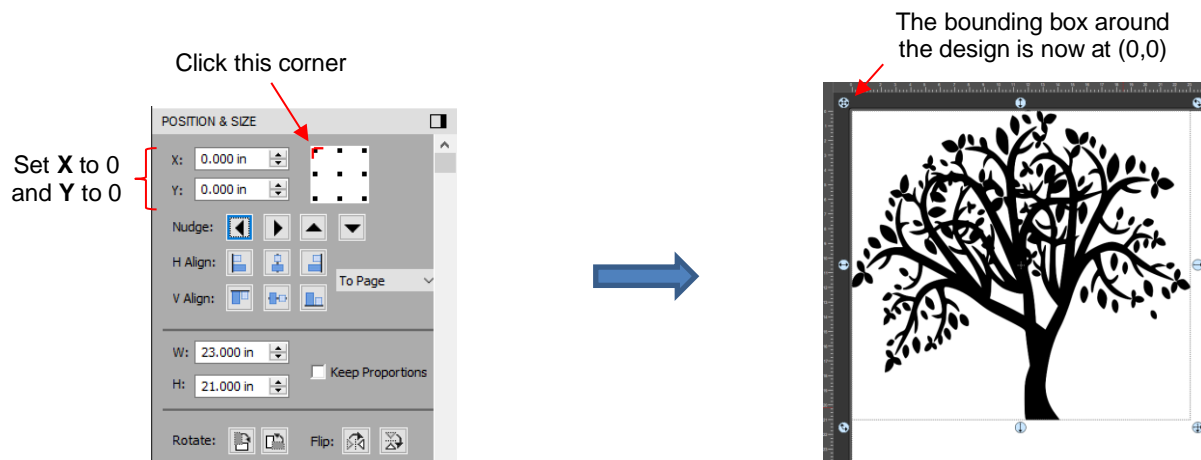 The bounding box around
the design is now at (0,0)
Click this corner
POSITION & SIZE
Set X to 0
and Y to 0
X: 0.000 in
Y: 0.000 in
Nudge:
H Align:
To Page
V Align:
W: 23.000 in
Keep Proportions
H: 21.000 in
Rotate: Flip: